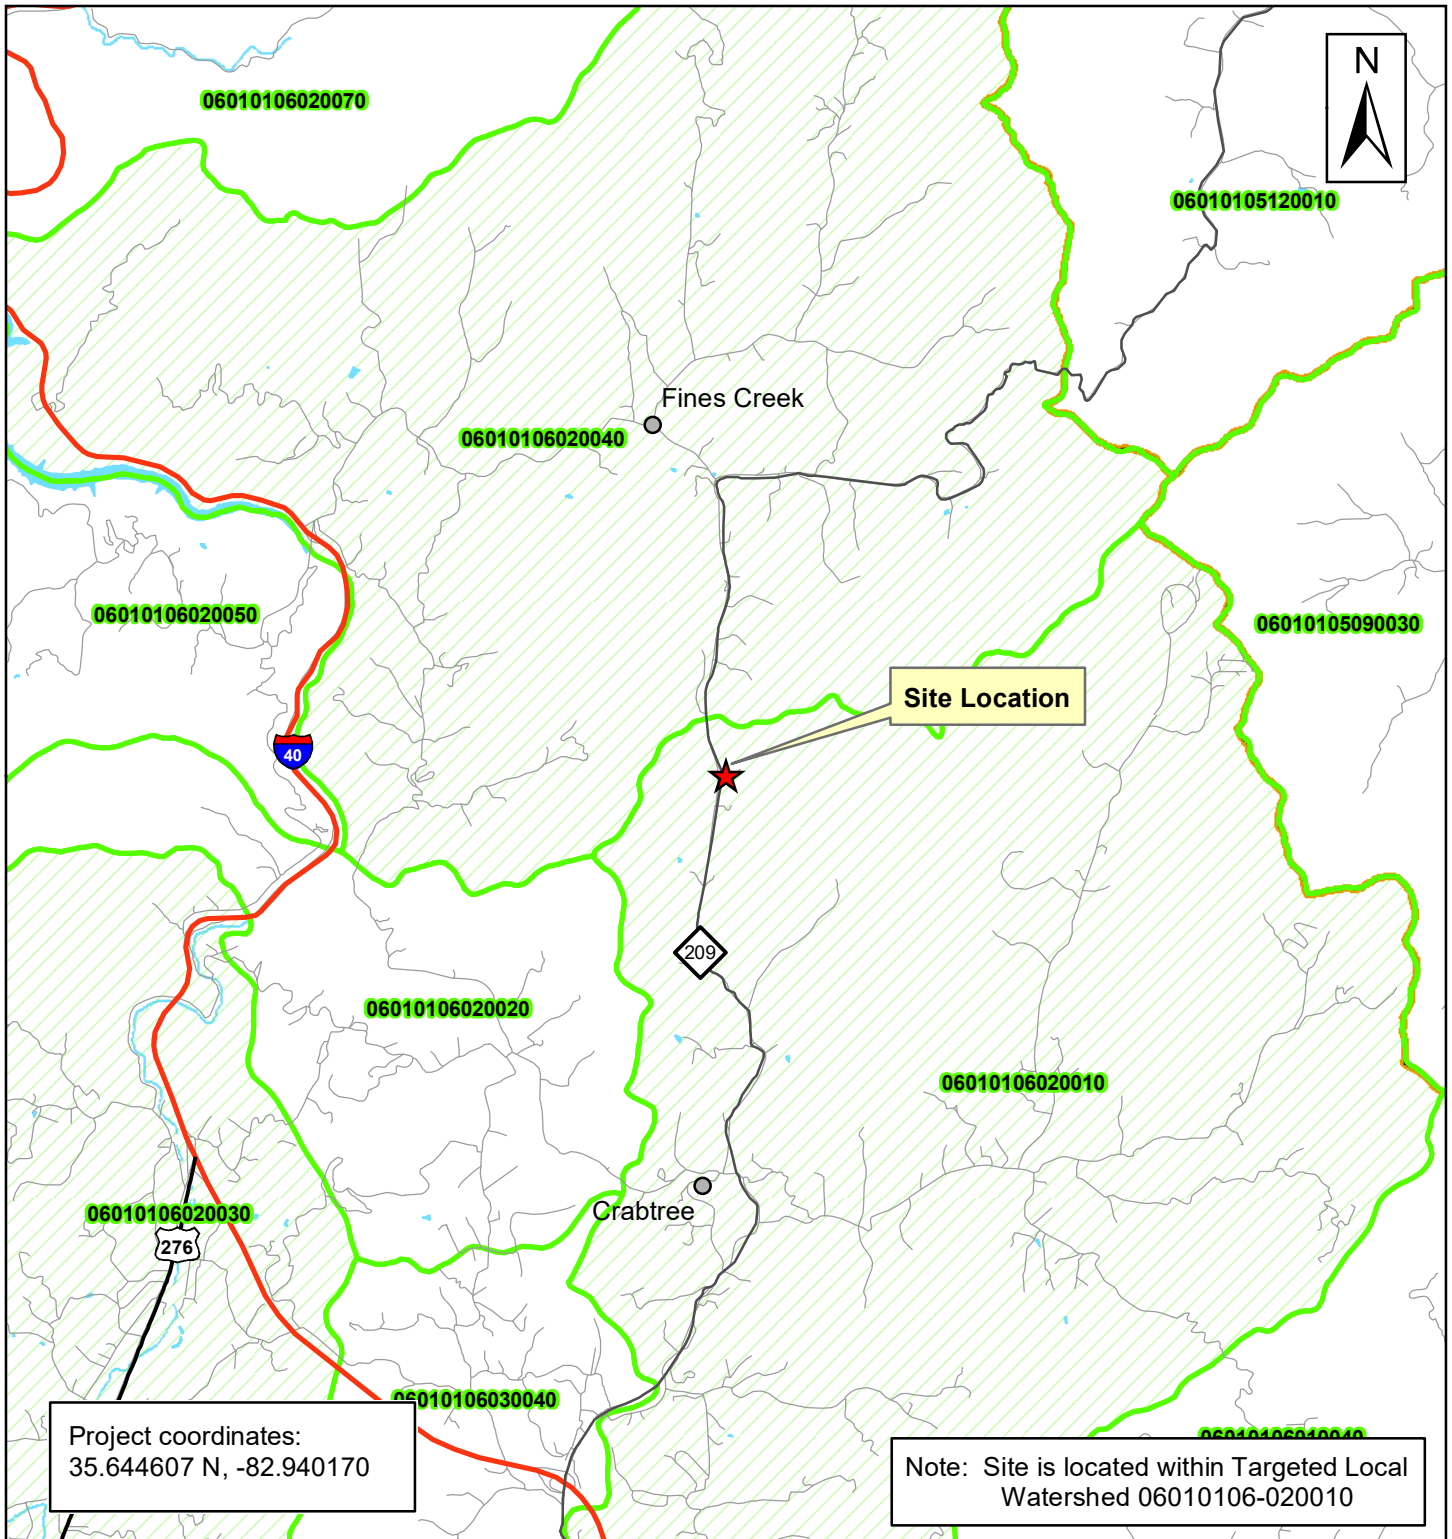 06010106020070
N
06010105120010
Fines Creek
06010106020040
06010106020050
06010105090030
Site Location
40
209
06010106020020
06010106020010
Crabtree
06010106020030
276
06010106030040
06010106010040
Project coordinates:
35.644607 N, -82.940170
Note: Site is located within Targeted Local
Watershed 06010106-020010